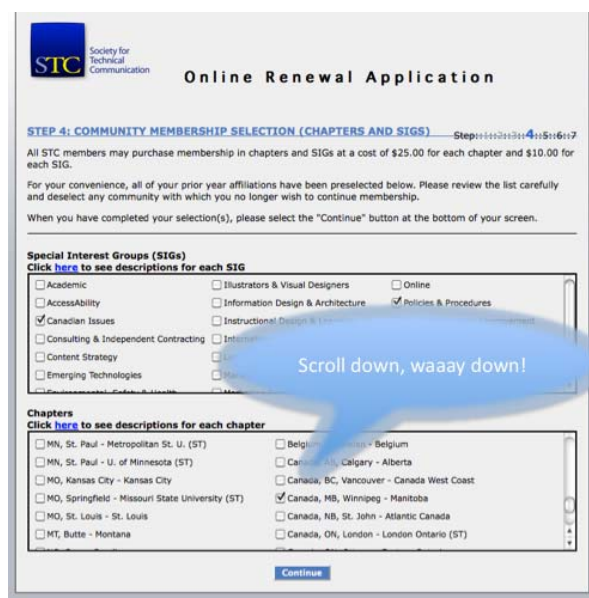 STC
Society for
Technical
Communication
Online Renewal Application
STEP 4: COMMUNITY MEMBERSHIP SELECTION (CHAPTERS AND SIGS)
Step::1::2::3::4::5::6::7
All STC members may purchase membership in chapters and SIGs at a cost of $25.00 for each chapter and $10.00 for
each SIG.
For your convenience, all of your prior year affiliations have been preselected below. Please review the list carefully
and deselect any community with which you no longer wish to continue membership.
When you have completed your selection(s), please select the "Continue" button at the bottom of your screen.
Special Interest Groups (SIGs)
Click here to see descriptions for each SIG
Academic Illustrators & Visual Designers Online
AccessAbility Information Design & Architecture Policies & Procedures
Canadian Issues
Consulting & Independent Contracting
Content Strategy
Emerging Technologies
Scroll down, waaay down!
Chapters
Click here to see descriptions for each chapter
MN, St. Paul - Metropolitan St. U. (ST) - Belgium
MN, St. Paul - U. of Minnesota (ST) Calgary - Alberta
MO, Kansas City - Kansas City Canada, BC, Vancouver - Canada West Coast
MO, Springfield - Missouri State University (ST) Canada, MB, Winnipeg - Manitoba
MO, St. Louis - St. Louis Canada, NB, St. John - Atlantic Canada
MT, Butte - Montana Canada, ON, London - London Ontario (ST)
Continue